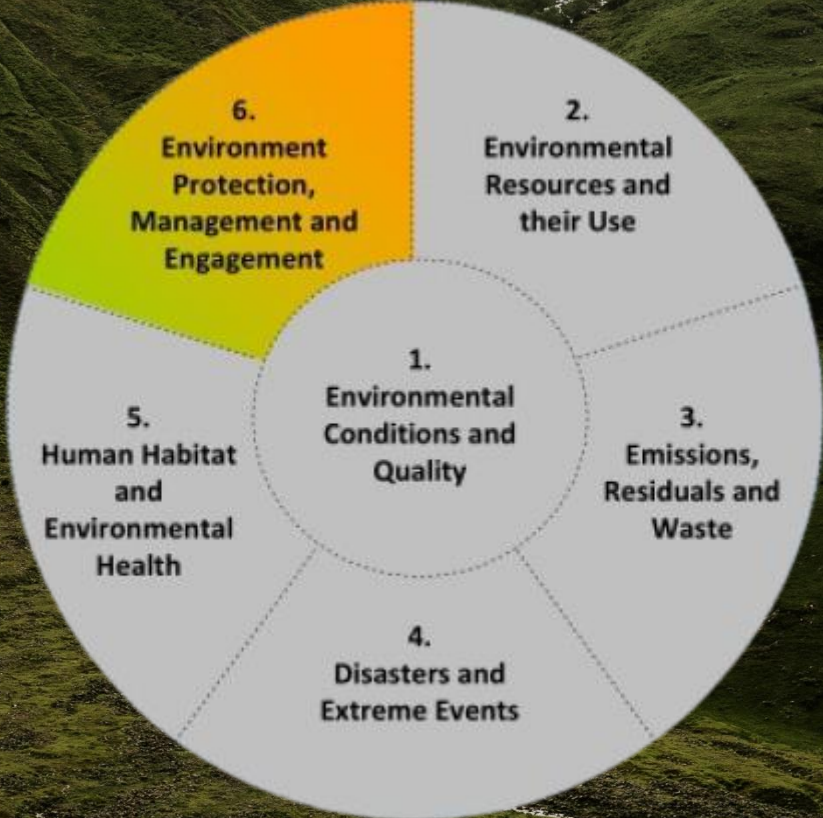 1.
Environmental
Conditions and
Quality
2.
Environmental
Resources and
their Use
3.
Emissions,
Residuals and
Waste
4.
Disasters and
Extreme Events
5.
Human Habitat
and
Environmental
Health
6.
Environment
Protection,
Management and
Engagement